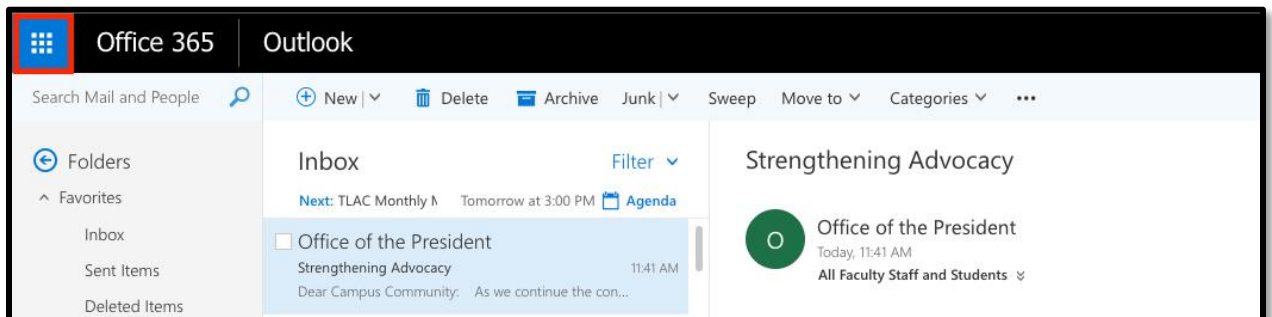 Office 365 Outlook
Search Mail and People New Delete Archive Junk Sweep Move to Categories •••
Folders
Favorites
Inbox
Sent Items
Deleted Items
Inbox Filter
Next: TLAC Monthly Tomorrow at 3:00 PM Agenda
Office of the President
Strengthening Advocacy 11:41 AM
Dear Campus Community: As we continue the con...
Strengthening Advocacy
O
Office of the President
Today, 11:41 AM
All Faculty Staff and Students